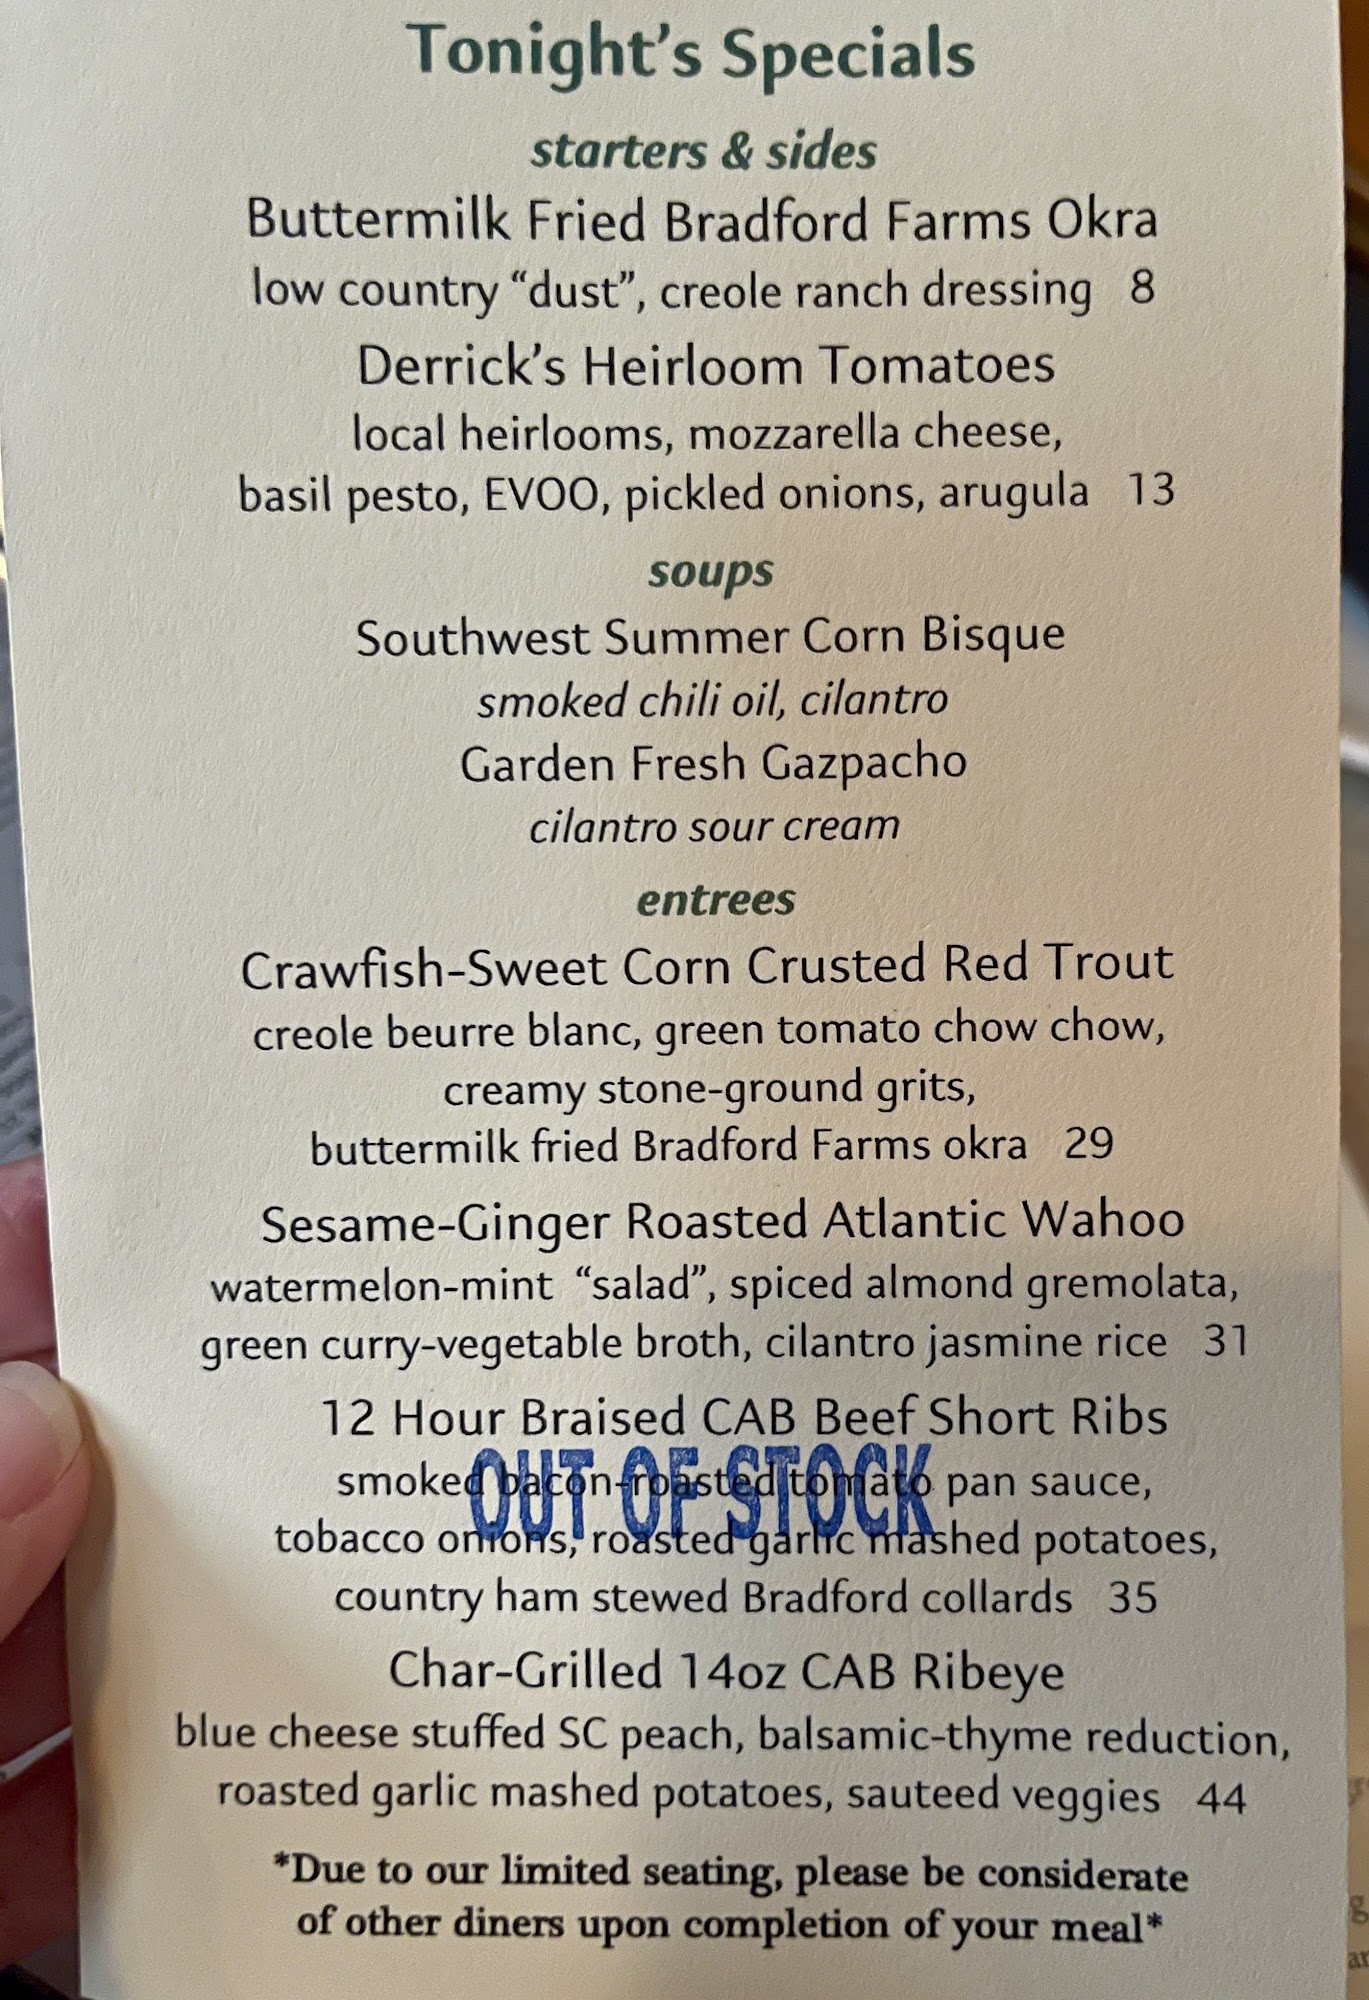 Tonight's Specials
starters & sides
Buttermilk Fried Bradford Farms Okra
low country “dust”, creole ranch dressing 8
Derrick's Heirloom Tomatoes
local heirlooms, mozzarella cheese,
basil pesto, EVOO, pickled onions, arugula 13
soups
Southwest Summer Corn Bisque
smoked chili oil, cilantro
Garden Fresh Gazpacho
cilantro sour cream
entrees
Crawfish-Sweet Corn Crusted Red Trout
creole beurre blanc, green tomato chow chow,
creamy stone-ground grits,
buttermilk fried Bradford Farms okra 29
Sesame-Ginger Roasted Atlantic Wahoo
watermelon-mint “salad”, spiced almond gremolata,
green curry-vegetable broth, cilantro jasmine rice 31
12 Hour Braised CAB Beef Short Ribs
OUT OF STOCK
smoked bacon-roasted tomato pan sauce,
tobacco onions, roasted garlic mashed potatoes,
country ham stewed Bradford collards 35
Char-Grilled 14oz CAB Ribeye
blue cheese stuffed SC peach, balsamic-thyme reduction,
roasted garlic mashed potatoes, sauteed veggies 44
*Due to our limited seating, please be considerate
of other diners upon completion of your meal*